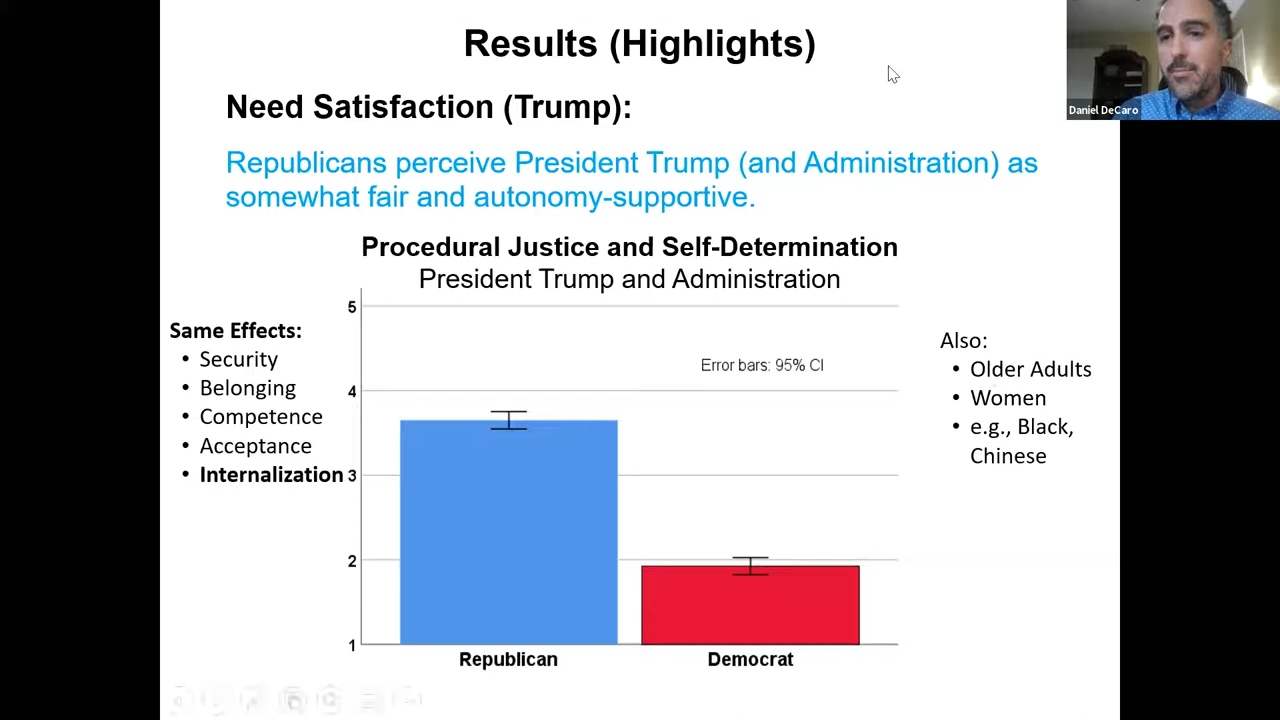 Results (Highlights)
Daniel DeCaro
Need Satisfaction (Trump):
Republicans perceive President Trump (and Administration) as
somewhat fair and autonomy-supportive.
Procedural Justice and Self-Determination
President Trump and Administration
Same Effects:
• Security
• Belonging
• Competence
• Acceptance
• Internalization
5
4
3
2
1
Error bars: 95% CI
Republican
Democrat
Also:
• Older Adults
• Women
• e.g., Black,
Chinese